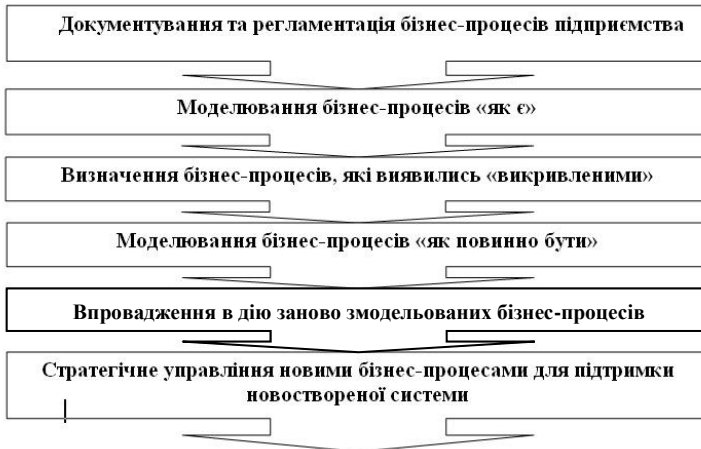 Документування та регламентація бізнес-процесів підприємства
Моделювання бізнес-процесів «як є»
Визначення бізнес-процесів, які виявились «викривленими»
Моделювання бізнес-процесів «як повинно бути»
Впровадження в дію заново змодельованих бізнес-процесів
Стратегічне управління новими бізнес-процесами для підтримки
новоствореної системи